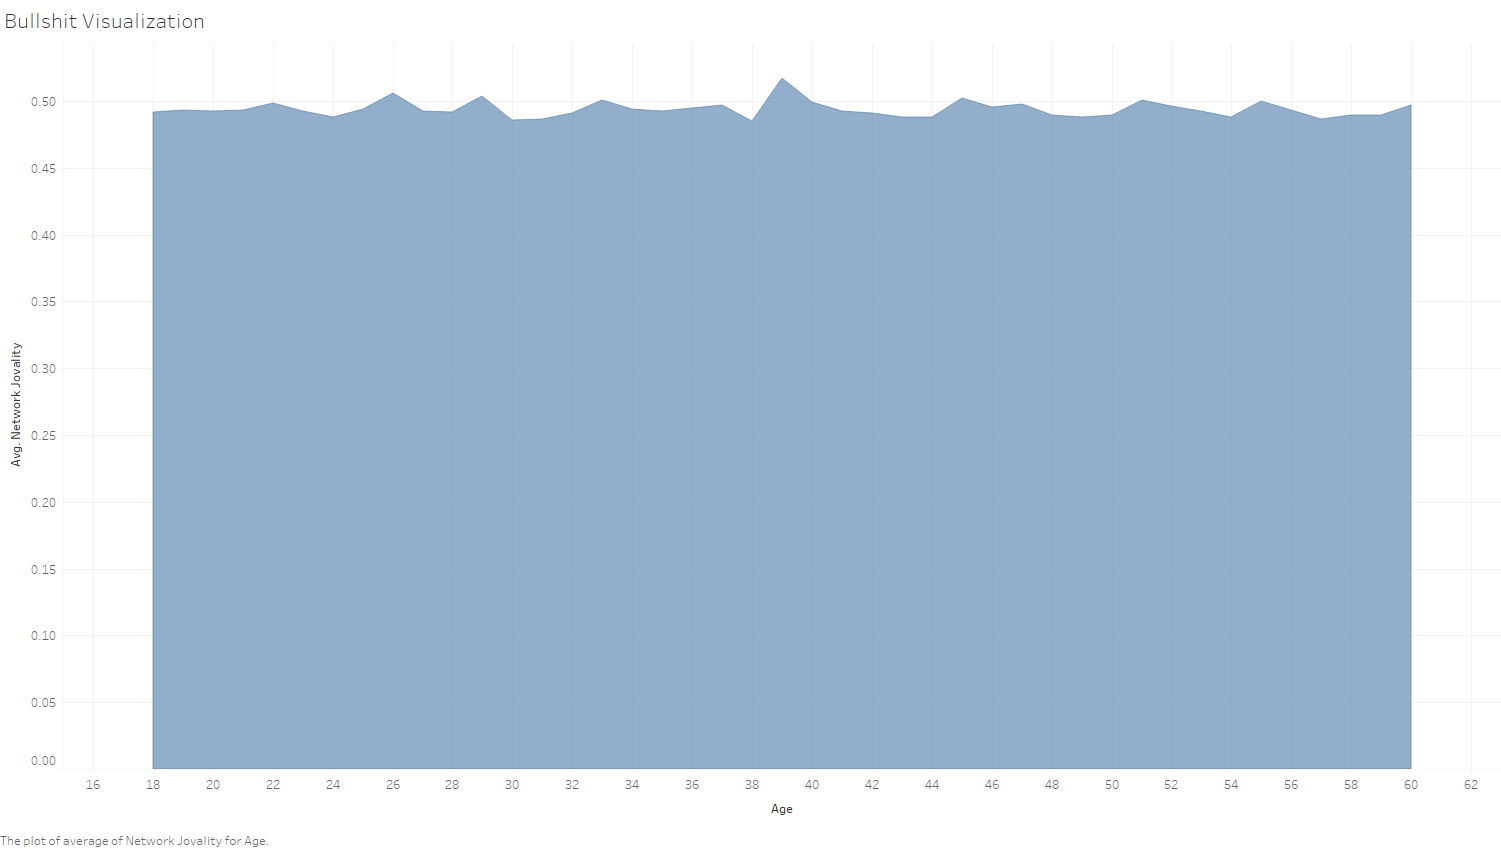 Bullshit Visualization
0.50
0.45
0.40
0.35
0.30
0.25
0.20
0.15
0.10
0.05
0.00
Avg. Network Jovality
16 18 20 22 24 26 28 30 32 34 36 38 40 42 44 46 48 50 52 54 56 58 60 62
Age
The plot of average of Network Jovality for Age.